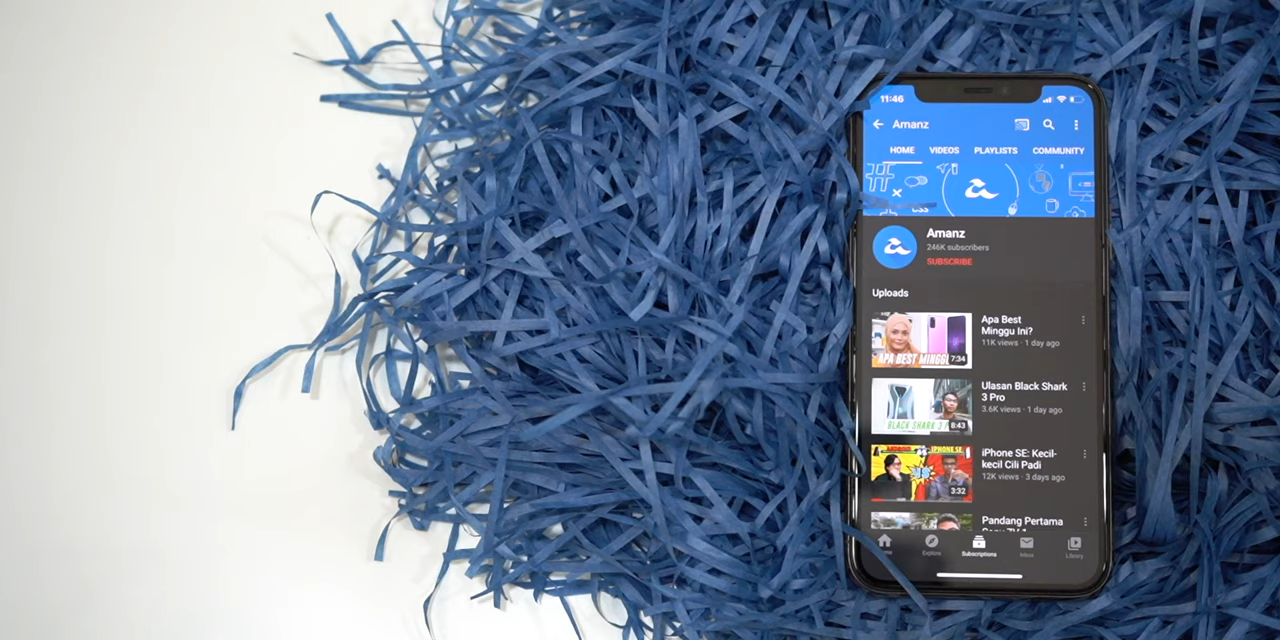 11:46
Amanz
HOME VIDEOS PLAYLISTS COMMUNITY
#
CSS
Amanz
246K subscribers
SUBSCRIBE
Uploads
Apa Best
Minggu Ini?
11K views · 1 day ago
APA BEST MINGGU
7:34
Ulasan Black Shark
3 Pro
3.6K views · 1 day ago
BLACK SHARK 3 P
8:43
iPhone SE: Kecil-
kecil Cili Padi
12K views · 3 days ago
IPHONE SE
VS
3:32
Pandang Pertama
Explore Subscriptions Inbox Library